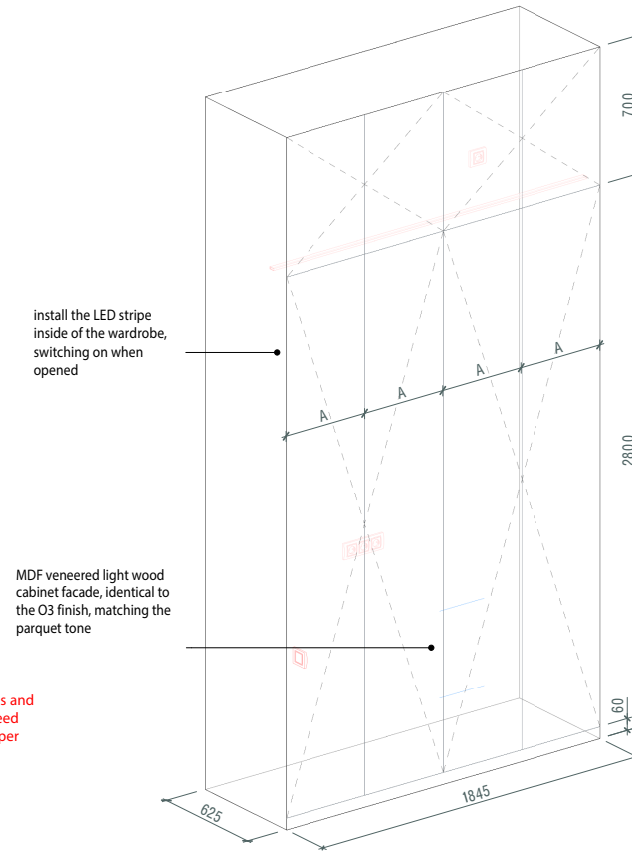 700
install the LED stripe
inside of the wardrobe,
switching on when
opened
A
A
A
A
2800
MDF veneered light wood
cabinet facade, identical to
the O3 finish, matching the
parquet tone
s and
eed
per
60
1845
625